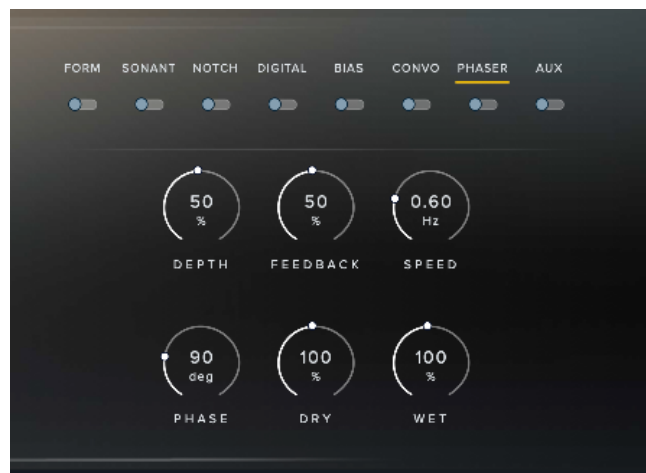 FORM SONANT NOTCH DIGITAL BIAS CONVO PHASER AUX
50 50 0.60
% % Hz
DEPTH FEEDBACK SPEED
90 100 100
deg % %
PHASE DRY WET